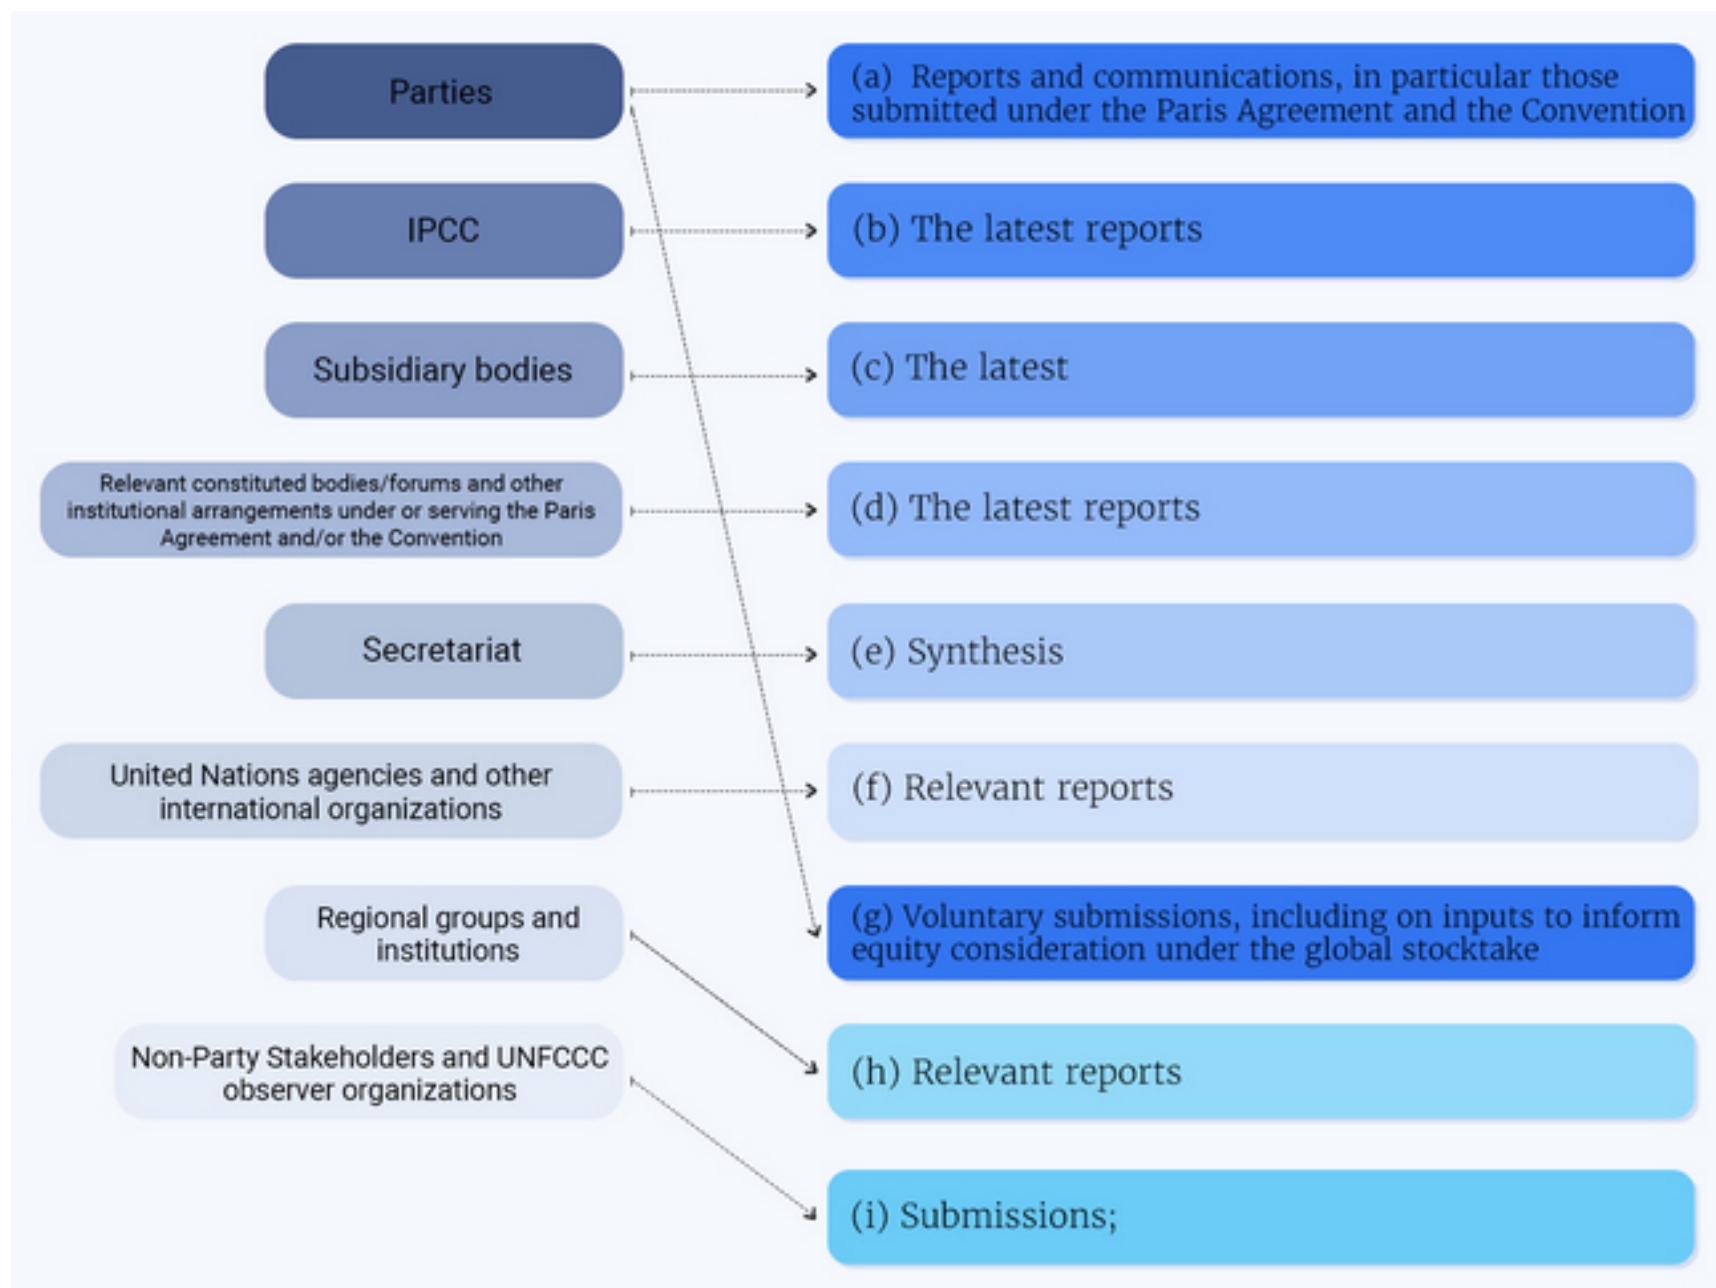 Parties
(a) Reports and communications, in particular those
submitted under the Paris Agreement and the Convention
IPCC
(b) The latest reports
Subsidiary bodies
(c) The latest
Relevant constituted bodies/forums and other
institutional arrangements under or serving the Paris
Agreement and/or the Convention
(d) The latest reports
Secretariat
(e) Synthesis
United Nations agencies and other
international organizations
(f) Relevant reports
Regional groups and
institutions
(g) Voluntary submissions, including on inputs to inform
equity consideration under the global stocktake
Non-Party Stakeholders and UNFCCC
observer organizations
(h) Relevant reports
(i) Submissions;